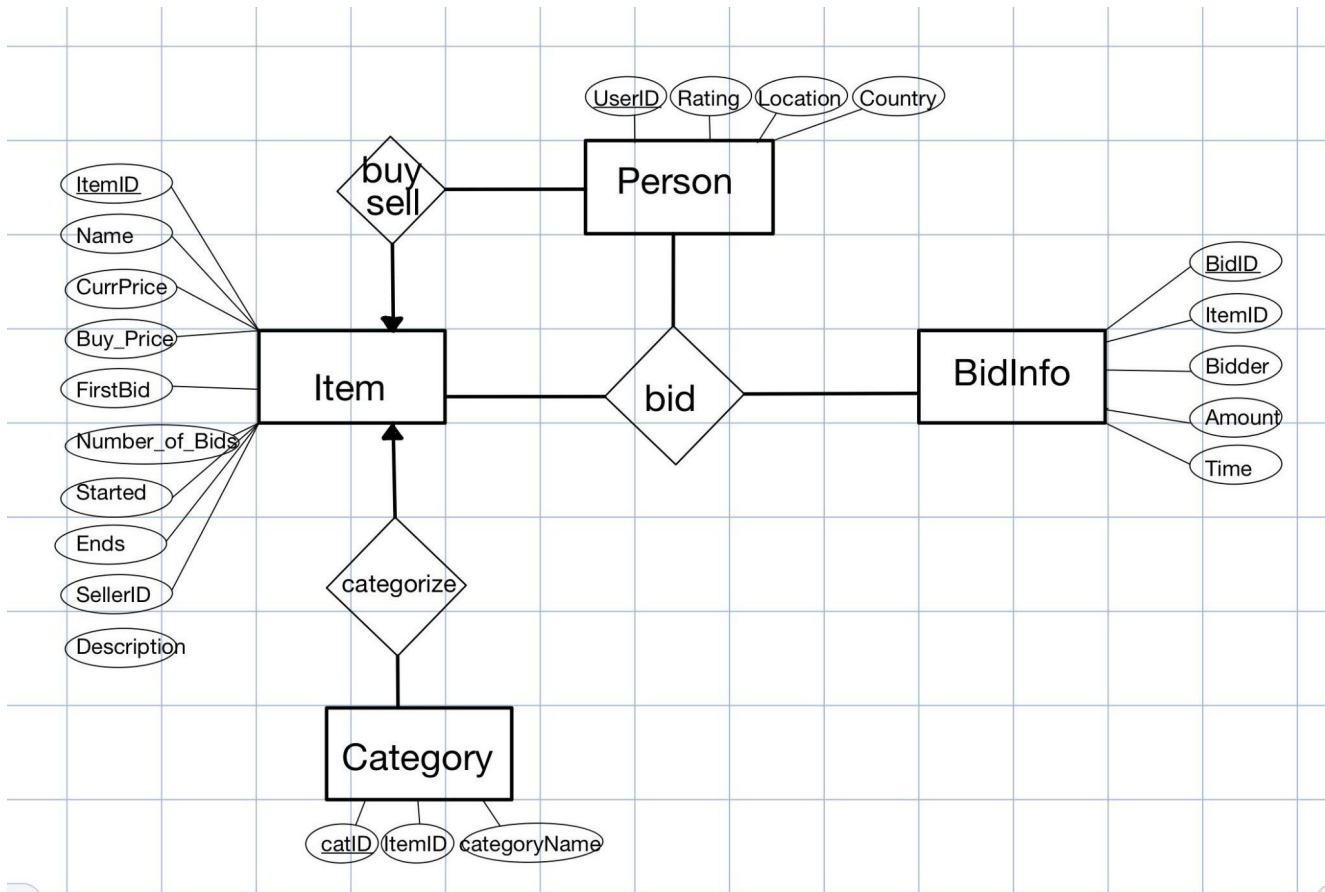 UserID
Rating
Location
Country
buy
sell
Person
ItemID
Name
CurrPrice
Buy_Price
FirstBid
Number_of_Bids
Started
Ends
SellerID
Description
Item
bid
BidInfo
BidID
ItemID
Bidder
Amount
Time
categorize
Category
catID
ItemID
categoryName